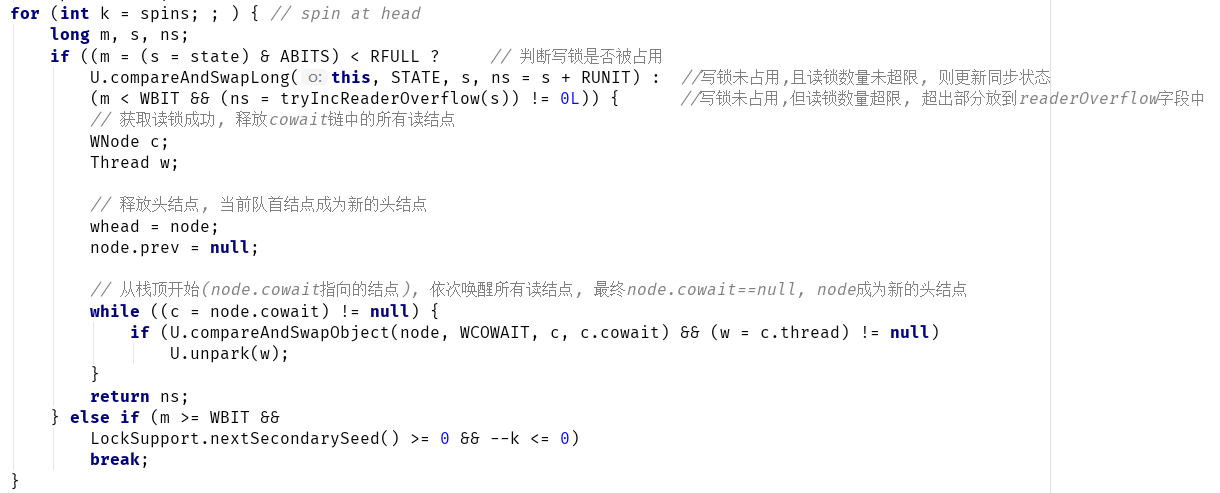 for (int k = spins; ; ) { // spin at head
long m, s, ns;
if ((m = (s = state) & ABITS) < RFULL ? // 判断写锁是否被占用
U.compareAndSwapLong( o: this, STATE, s, ns = s + RUNIT) : //写锁未占用,且读锁数量未超限, 则更新同步状态
(m < WBIT && (ns = tryIncReaderOverflow(s)) != 0L)) { //写锁未占用,但读锁数量超限, 超出部分放到readerOverflow字段中
// 获取读锁成功, 释放cowait链中的所有读结点
WNode c;
Thread w;
// 释放头结点, 当前队首结点成为新的头结点
whead = node;
node.prev = null;
// 从栈顶开始(node.cowait指向的结点), 依次唤醒所有读结点, 最终node.cowait==null, node成为新的头结点
while ((c = node.cowait) != null) {
if (U.compareAndSwapObject(node, WCOWAIT, c, c.cowait) && (w = c.thread) != null)
U.unpark(w);
}
return ns;
} else if (m >= WBIT &&
LockSupport.nextSecondarySeed() >= 0 && --k <= 0)
break;
}